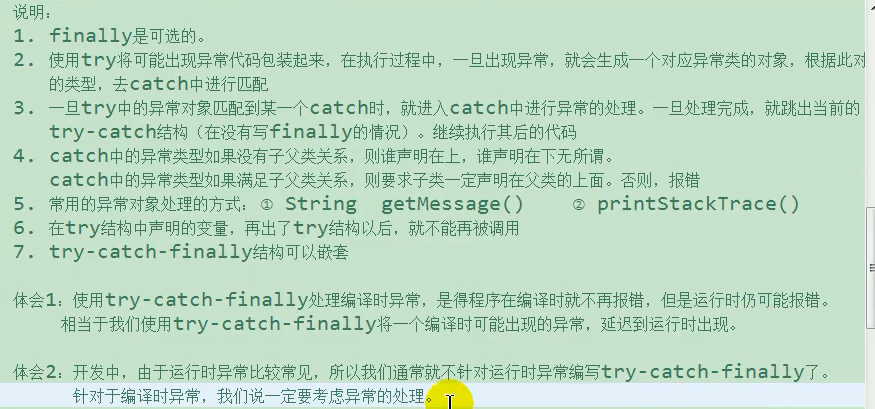 说明：
1. finally是可选的。
2. 使用try将可能出现异常代码包装起来，在执行过程中，一旦出现异常，就会生成一个对应异常类的对象，根据此对
的类型，去catch中进行匹配
3. 一旦try中的异常对象匹配到某一个catch时，就进入catch中进行异常的处理。一旦处理完成，就跳出当前的
try-catch结构（在没有写finally的情况）。继续执行其后的代码
4. catch中的异常类型如果没有子父类关系，则谁声明在上，谁声明在下无所谓。
catch中的异常类型如果满足子父类关系，则要求子类一定声明在父类的上面。否则，报错
5. 常用的异常对象处理的方式：① String getMessage() ② printStackTrace()
6. 在try结构中声明的变量，再出了try结构以后，就不能再被调用
7. try-catch-finally结构可以嵌套
体会1：使用try-catch-finally处理编译时异常，是得程序在编译时就不再报错，但是运行时仍可能报错。
相当于我们使用try-catch-finally将一个编译时可能出现的异常，延迟到运行时出现。
体会2：开发中，由于运行时异常比较常见，所以我们通常就不针对运行时异常编写try-catch-finally了。
针对于编译时异常，我们说一定要考虑异常的处理。